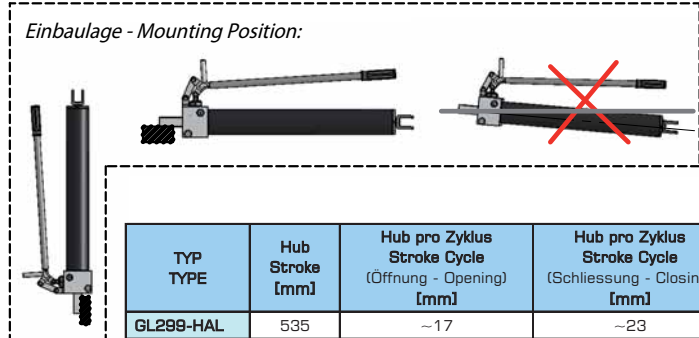 Einbaulage - Mounting Position:
TYP
TYPE
Hub
Stroke
[mm]
Hub pro Zyklus
Stroke Cycle
(Öffnung - Opening)
[mm]
Hub pro Zyklus
Stroke Cycle
(Schliessung - Closin
[mm]
GL299-HAL 535 ~17 ~23